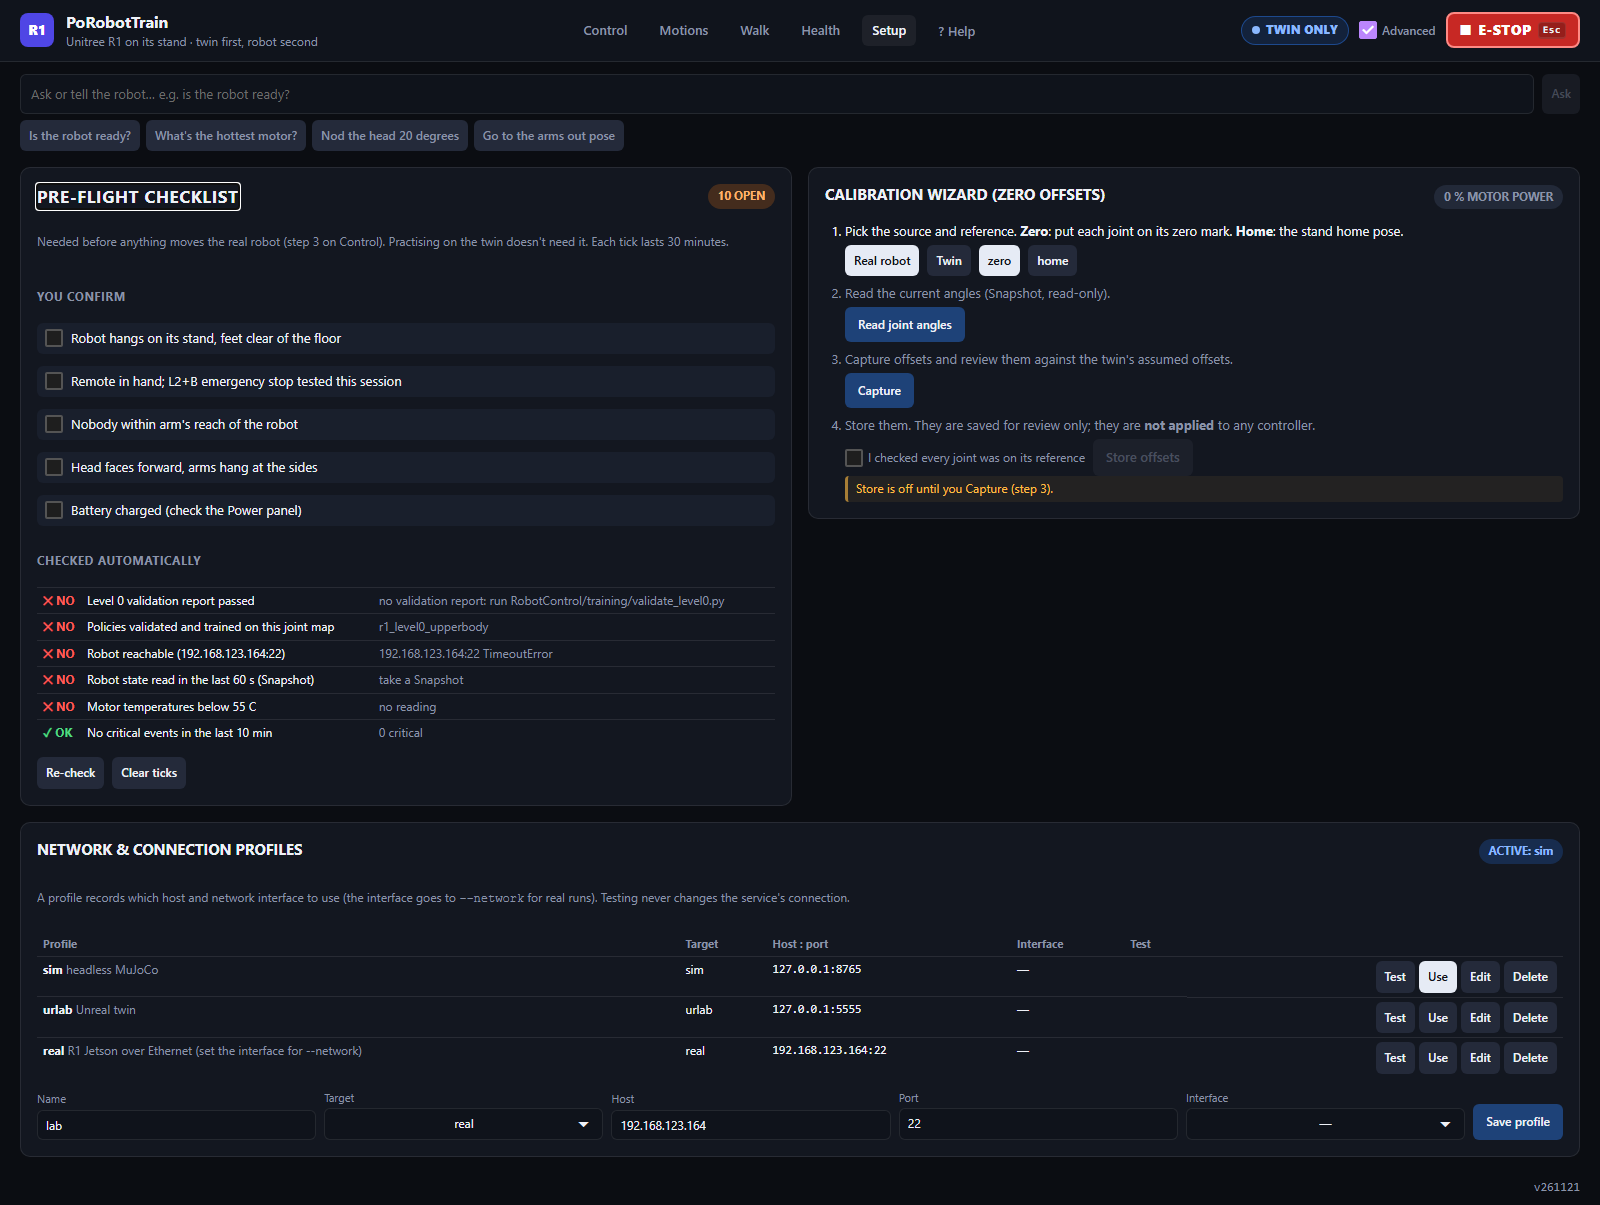 R1
PoRobotTrain
Unitree R1 on its stand · twin first, robot second
Control
Motions
Walk
Health
Setup
? Help
TWIN ONLY
Advanced
E-STOP Esc
Ask or tell the robot... e.g. is the robot ready?
Ask
Is the robot ready?
What's the hottest motor?
Nod the head 20 degrees
Go to the arms out pose
PRE-FLIGHT CHECKLIST
10 OPEN
Needed before anything moves the real robot (step 3 on Control). Practising on the twin doesn't need it. Each tick lasts 30 minutes.
YOU CONFIRM
Robot hangs on its stand, feet clear of the floor
Remote in hand; L2+B emergency stop tested this session
Nobody within arm's reach of the robot
Head faces forward, arms hang at the sides
Battery charged (check the Power panel)
CHECKED AUTOMATICALLY
✕ NO Level 0 validation report passed no validation report: run RobotControl/training/validate_level0.py
✕ NO Policies validated and trained on this joint map r1_level0_upperbody
✕ NO Robot reachable (192.168.123.164:22) 192.168.123.164:22 TimeoutError
✕ NO Robot state read in the last 60 s (Snapshot) take a Snapshot
✕ NO Motor temperatures below 55 C no reading
✓ OK No critical events in the last 10 min 0 critical
Re-check
Clear ticks
CALIBRATION WIZARD (ZERO OFFSETS)
0 % MOTOR POWER
1. Pick the source and reference. Zero: put each joint on its zero mark. Home: the stand home pose.
Real robot
Twin
zero
home
2. Read the current angles (Snapshot, read-only).
Read joint angles
3. Capture offsets and review them against the twin's assumed offsets.
Capture
4. Store them. They are saved for review only; they are not applied to any controller.
I checked every joint was on its reference
Store offsets
Store is off until you Capture (step 3).
NETWORK & CONNECTION PROFILES
ACTIVE: sim
A profile records which host and network interface to use (the interface goes to --network for real runs). Testing never changes the service's connection.
Profile Target Host : port Interface Test
sim headless MuJoCo sim 127.0.0.1:8765 — Test Use Edit Delete
urlab Unreal twin urlab 127.0.0.1:5555 — Test Use Edit Delete
real R1 Jetson over Ethernet (set the interface for --network) real 192.168.123.164:22 — Test Use Edit Delete
Name Target Host Port Interface
lab real 192.168.123.164 22 — Save profile
v261121